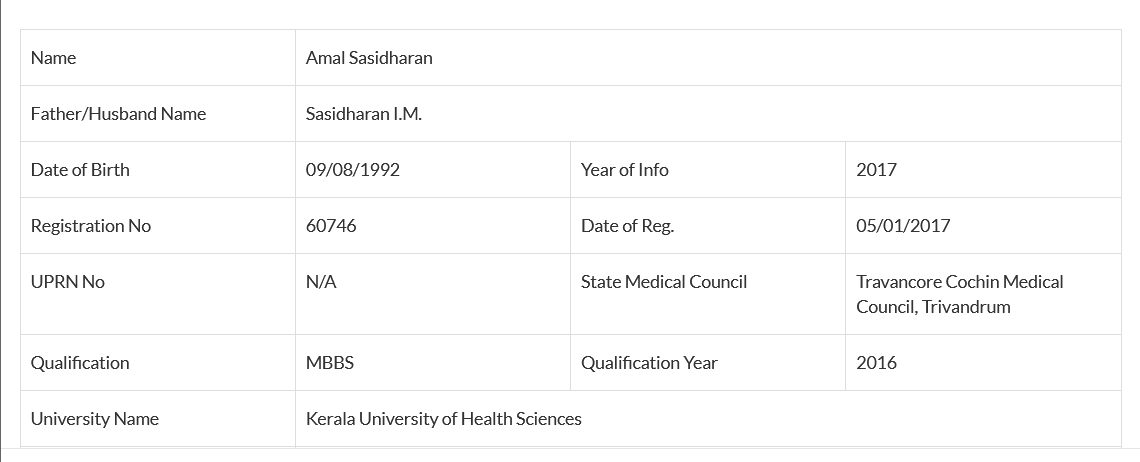 Name Amal Sasidharan
Father/Husband Name Sasidharan I.M.
Date of Birth 09/08/1992 Year of Info 2017
Registration No 60746 Date of Reg. 05/01/2017
UPRN No N/A State Medical Council Travancore Cochin Medical
Council, Trivandrum
Qualification MBBS Qualification Year 2016
University Name Kerala University of Health Sciences